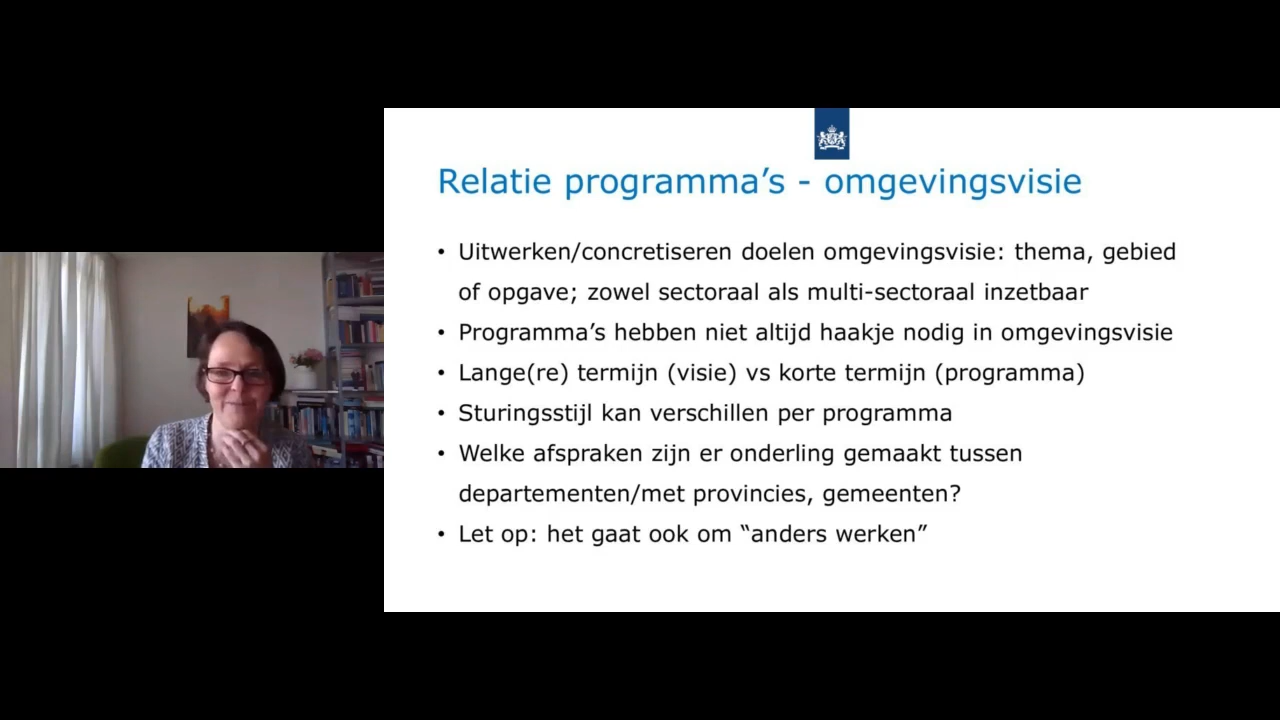 Relatie programma’s - omgevingsvisie
• Uitwerken/concretiseren doelen omgevingsvisie: thema, gebied
of opgave; zowel sectoraal als multi-sectoraal inzetbaar
• Programma’s hebben niet altijd haakje nodig in omgevingsvisie
• Lange(re) termijn (visie) vs korte termijn (programma)
• Sturingsstijl kan verschillen per programma
• Welke afspraken zijn er onderling gemaakt tussen
departementen/met provincies, gemeenten?
• Let op: het gaat ook om “anders werken”